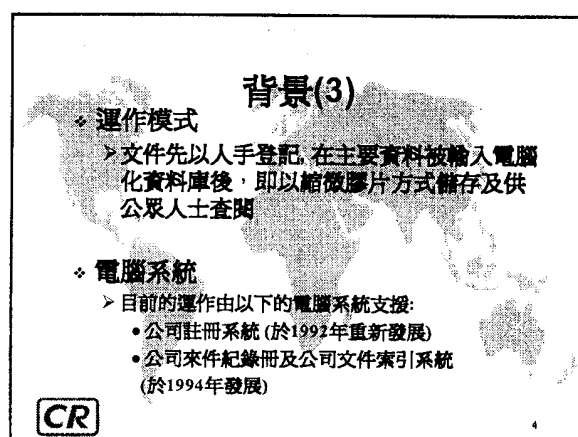 背景(3)
❖ 運作模式
➢ 文件先以人手登記, 在主要資料被輸入電腦
化資料庫後，即以縮微膠片方式儲存及供
公眾人士查閱
❖ 電腦系統
➢ 目前的運作由以下的電腦系統支援:
• 公司註冊系統 (於1992年重新發展)
• 公司來件紀錄冊及公司文件索引系統
(於1994年發展)
CR
4